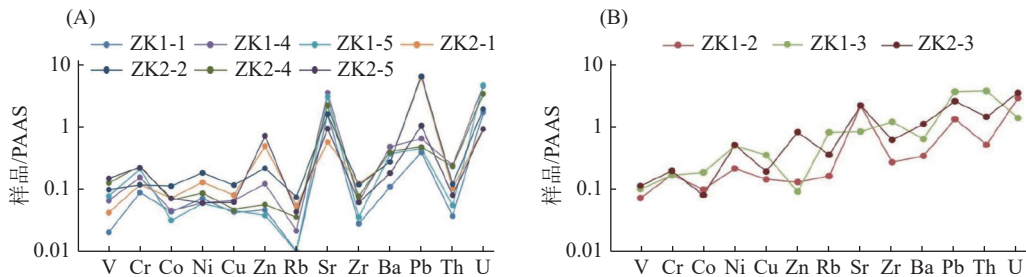 (A)
ZK1-1 ZK1-4 ZK1-5 ZK2-1
ZK2-2 ZK2-4 ZK2-5
10
1
0.1
0.01
样品/PAAS
V Cr Co Ni Cu Zn Rb Sr Zr Ba Pb Th U
(B)
ZK1-2 ZK1-3 ZK2-3
10
1
0.1
0.01
样品/PAAS
V Cr Co Ni Cu Zn Rb Sr Zr Ba Pb Th U